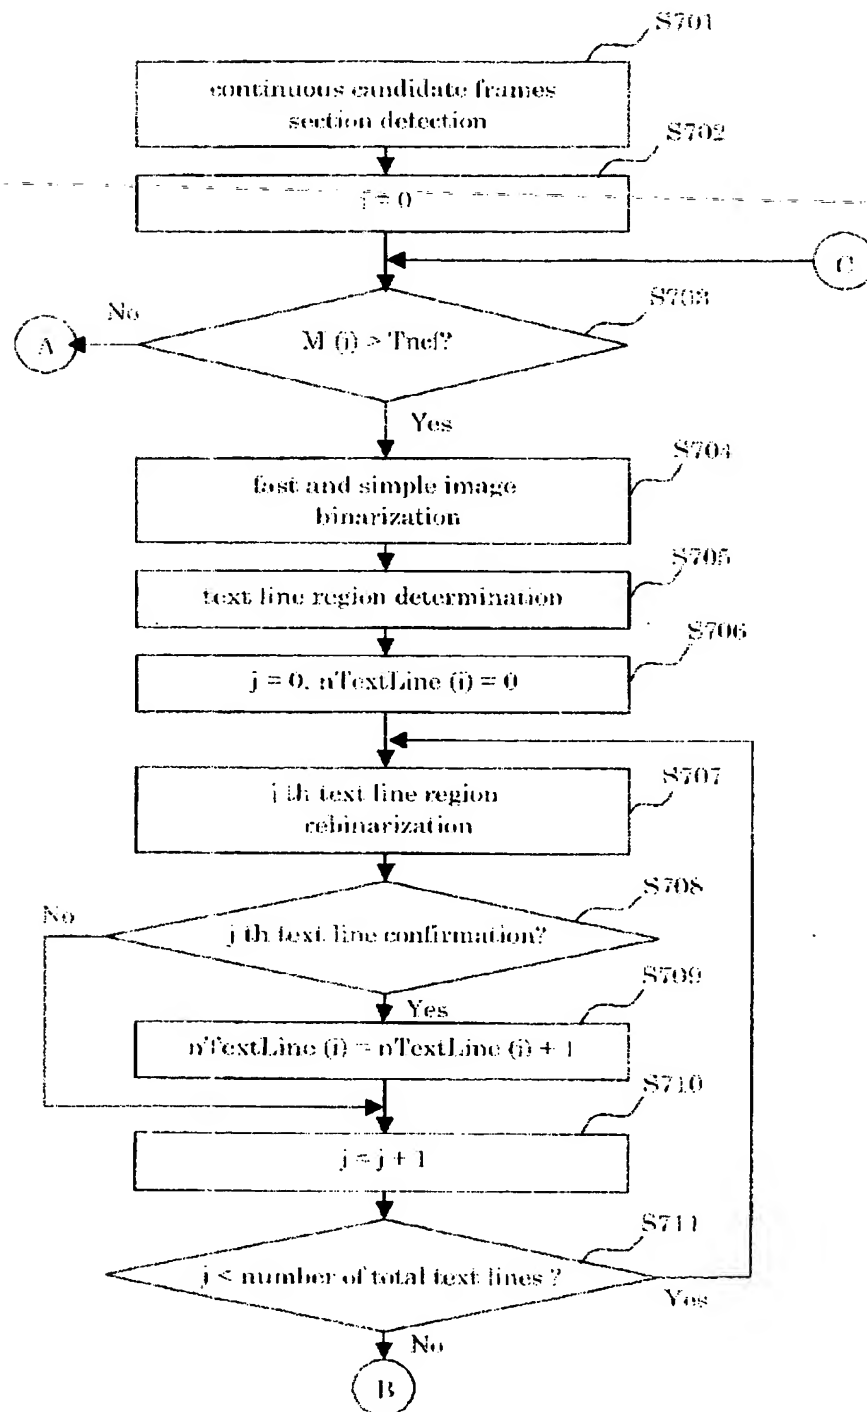 S701
continuous candidate frames
section detection
S702
i = 0
C
S703
No
A
M (i) > Tncf?
Yes
S704
fast and simple image
binarization
S705
text line region determination
S706
j = 0, nTextLine (i) = 0
S707
j th text line region
rebinarization
S708
No
j th text line confirmation?
S709
Yes
nTextLine (i) = nTextLine (i) + 1
S710
j = j + 1
S711
j < number of total text lines ?
Yes
No
B